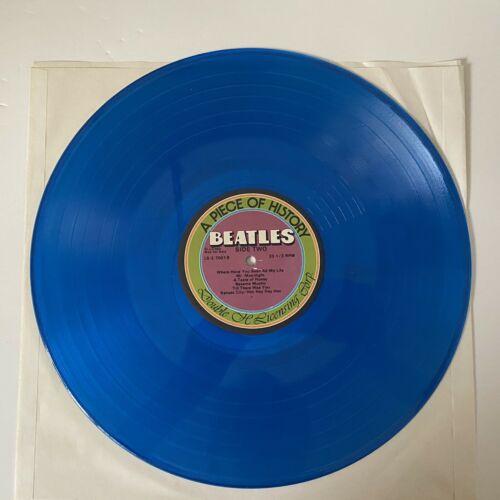 A PIECE OF HISTORY
BEATLES
SIDE TWO
33 1/3 RPM
Where Have You Been All My Life
Mr. Moonlight
A Taste of Honey
Besame Mucho
Till There Was You
Kansas City/Hey Hey Hey Hey
Double H Licensing Corp.